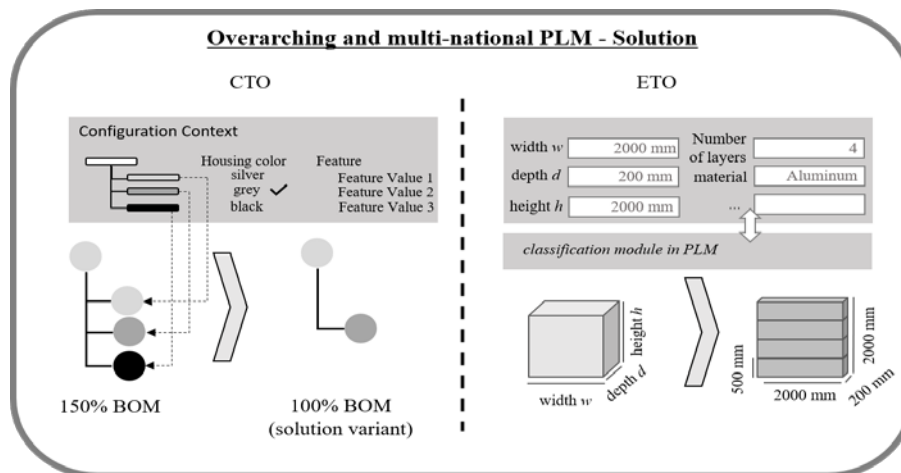 Overarching and multi-national PLM - Solution
CTO
Configuration Context
Housing color
silver
grey
black
Feature
Feature Value 1
Feature Value 2
Feature Value 3
150% BOM
100% BOM
(solution variant)
ETO
width w
2000 mm
depth d
200 mm
height h
2000 mm
Number
of layers
4
material
Aluminum
...
classification module in PLM
height h
depth d
width w
500 mm
2000 mm
200 mm
2000 mm